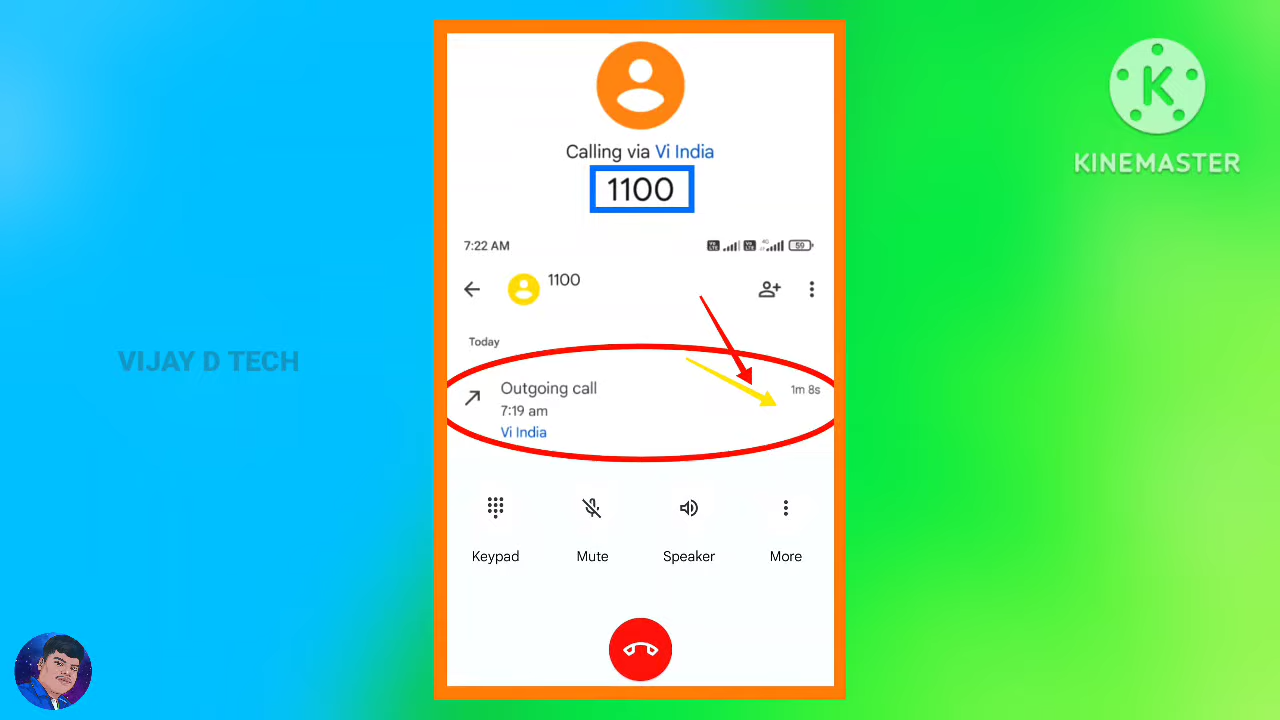 Calling via Vi India
1100
7:22 AM
59
1100
Today
Outgoing call
1m 8s
7:19 am
Vi India
Keypad Mute Speaker More
VIJAY D TECH
K
KINEMASTER